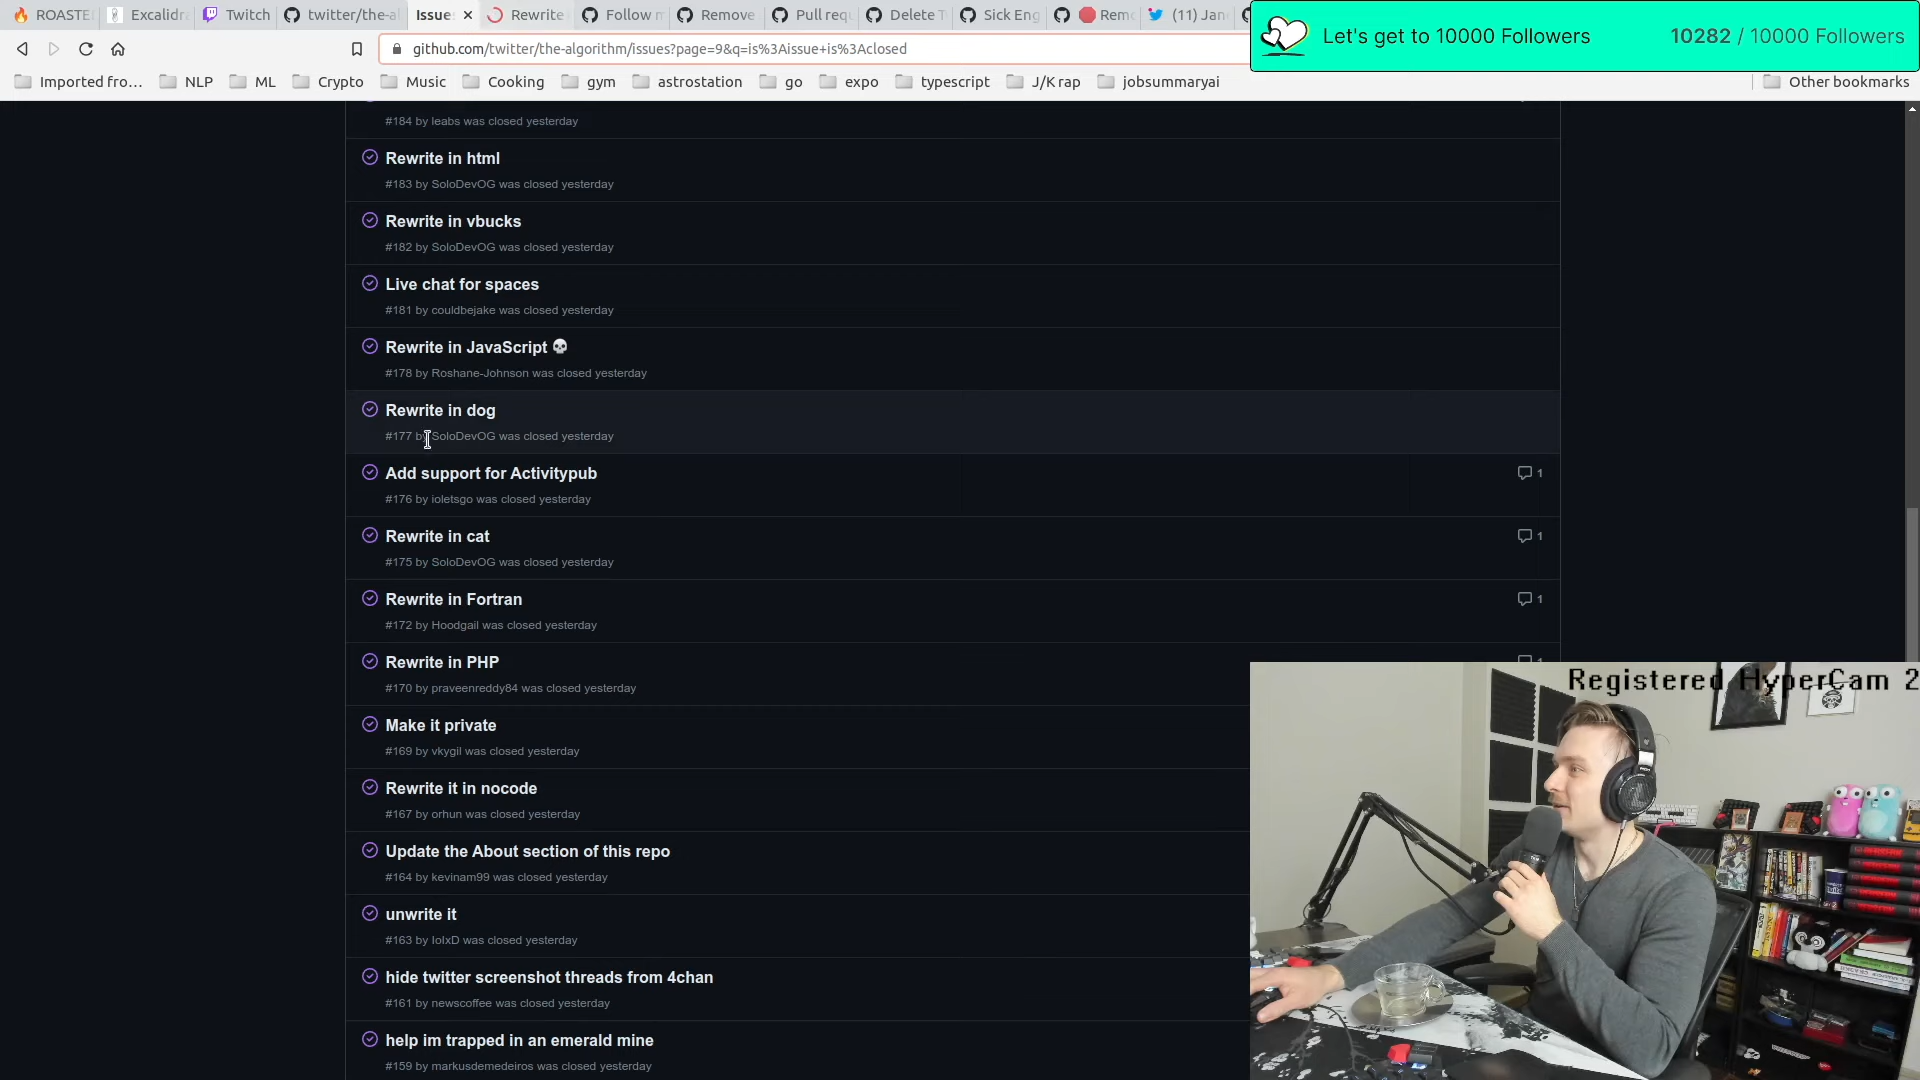 ROASTE
Excalidr
Twitch
twitter/the-al
Issues
Rewrite
Follow m
Remove
Pull requ
Delete T
Sick Eng
Remo
(11) Jan
github.com/twitter/the-algorithm/issues?page=9&q=is%3Aissue+is%3Aclosed
Let's get to 10000 Followers
10282 / 10000 Followers
Imported fro...
NLP
ML
Crypto
Music
Cooking
gym
astrostation
go
expo
typescript
J/K rap
jobsummaryai
Other bookmarks
#184 by leabs was closed yesterday
Rewrite in html
#183 by SoloDevOG was closed yesterday
Rewrite in vbucks
#182 by SoloDevOG was closed yesterday
Live chat for spaces
#181 by couldbejake was closed yesterday
Rewrite in JavaScript 💀
#178 by Roshane-Johnson was closed yesterday
Rewrite in dog
#177 by SoloDevOG was closed yesterday
Add support for Activitypub
1
#176 by ioletsgo was closed yesterday
Rewrite in cat
1
#175 by SoloDevOG was closed yesterday
Rewrite in Fortran
1
#172 by Hoodgail was closed yesterday
Rewrite in PHP
1
#170 by praveenreddy84 was closed yesterday
Registered HyperCam 2
Make it private
#169 by vkygil was closed yesterday
Rewrite it in nocode
#167 by orhun was closed yesterday
Update the About section of this repo
#164 by kevinam99 was closed yesterday
unwrite it
#163 by IoIxD was closed yesterday
hide twitter screenshot threads from 4chan
#161 by newscoffee was closed yesterday
help im trapped in an emerald mine
#159 by markusdemedeiros was closed yesterday